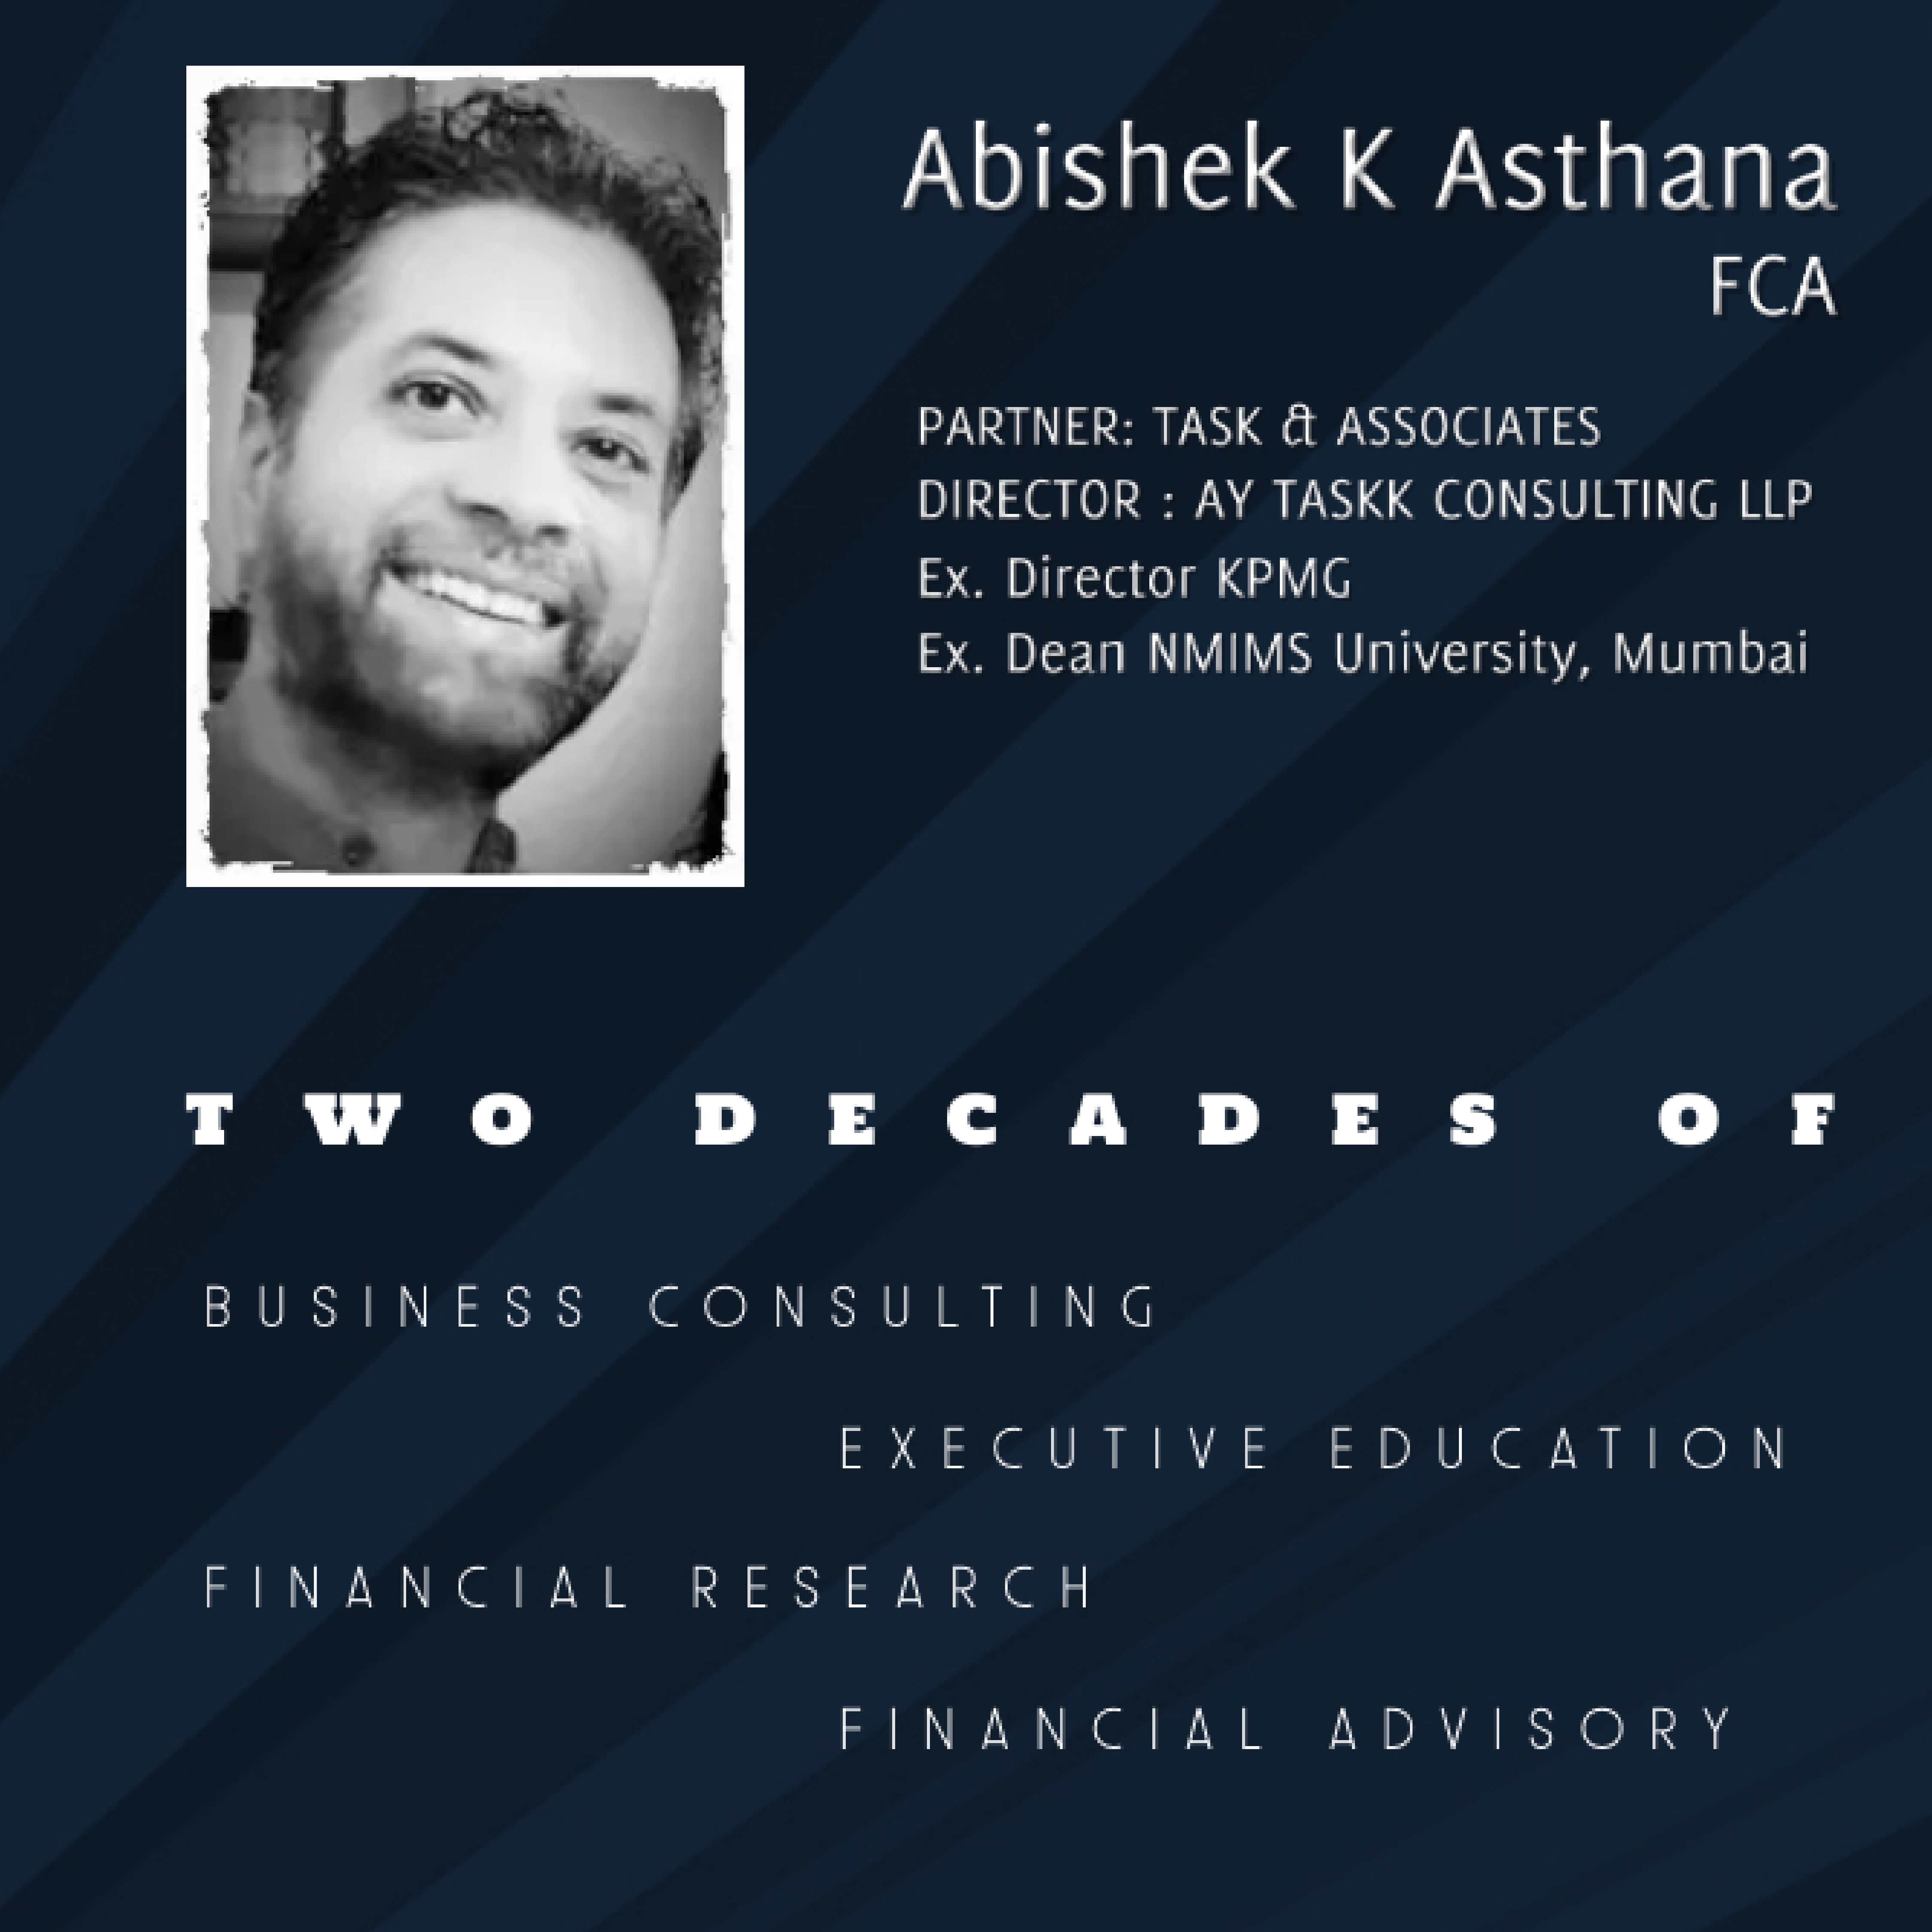 Abishek K Asthana
FCA
PARTNER: TASK & ASSOCIATES
DIRECTOR : AY TASKK CONSULTING LLP
Ex. Director KPMG
Ex. Dean NMIMS University, Mumbai
TWO DECADES OF
BUSINESS CONSULTING
EXECUTIVE EDUCATION
FINANCIAL RESEARCH
FINANCIAL ADVISORY